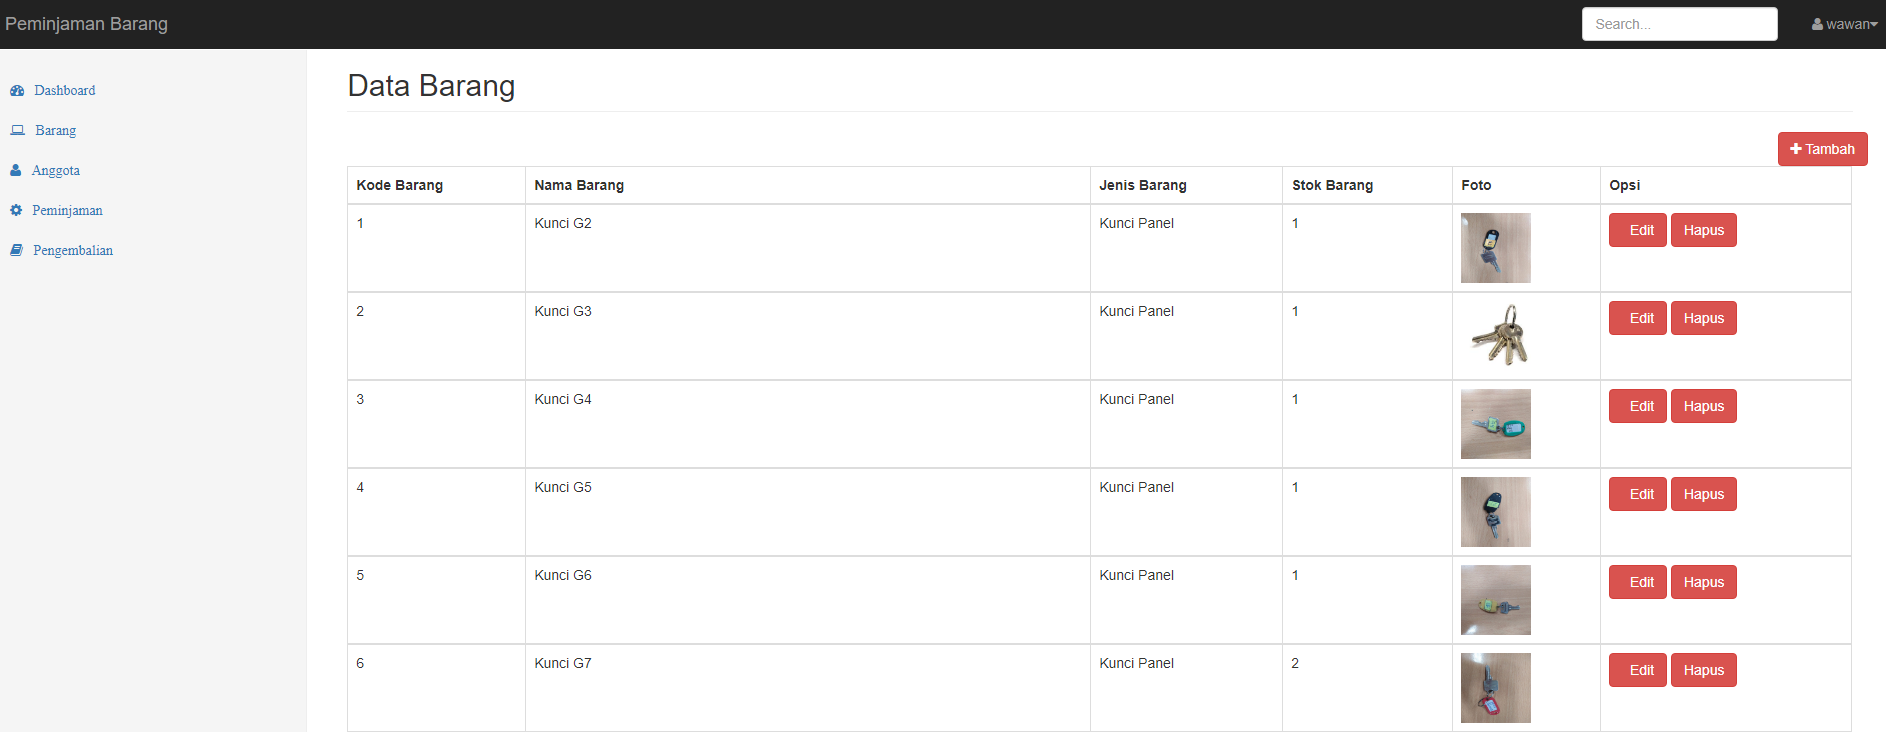 Peminjaman Barang
Search...
wawan
Dashboard
Barang
Anggota
Peminjaman
Pengembalian
Data Barang
Tambah
Kode Barang Nama Barang Jenis Barang Stok Barang Foto Opsi
1 Kunci G2 Kunci Panel 1 Edit Hapus
2 Kunci G3 Kunci Panel 1 Edit Hapus
3 Kunci G4 Kunci Panel 1 Edit Hapus
4 Kunci G5 Kunci Panel 1 Edit Hapus
5 Kunci G6 Kunci Panel 1 Edit Hapus
6 Kunci G7 Kunci Panel 2 Edit Hapus